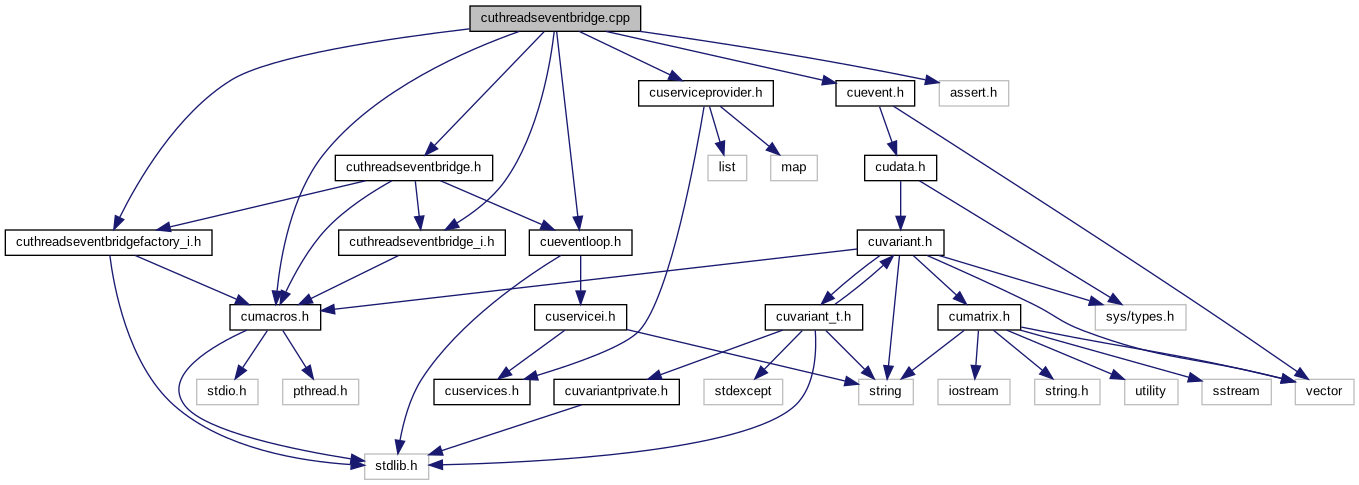 cuthreadseventbridge.cpp
cuserviceprovider.h
cuevent.h
assert.h
cuthreadseventbridge.h
list
map
cudata.h
cuthreadseventbridgefactory_i.h
cuthreadseventbridge_i.h
cueventloop.h
cuvariant.h
cumacros.h
cuservicei.h
cuvariant_t.h
cumatrix.h
sys/types.h
stdio.h
pthread.h
cuservices.h
cuvariantprivate.h
stdexcept
string
iostream
string.h
utility
sstream
vector
stdlib.h